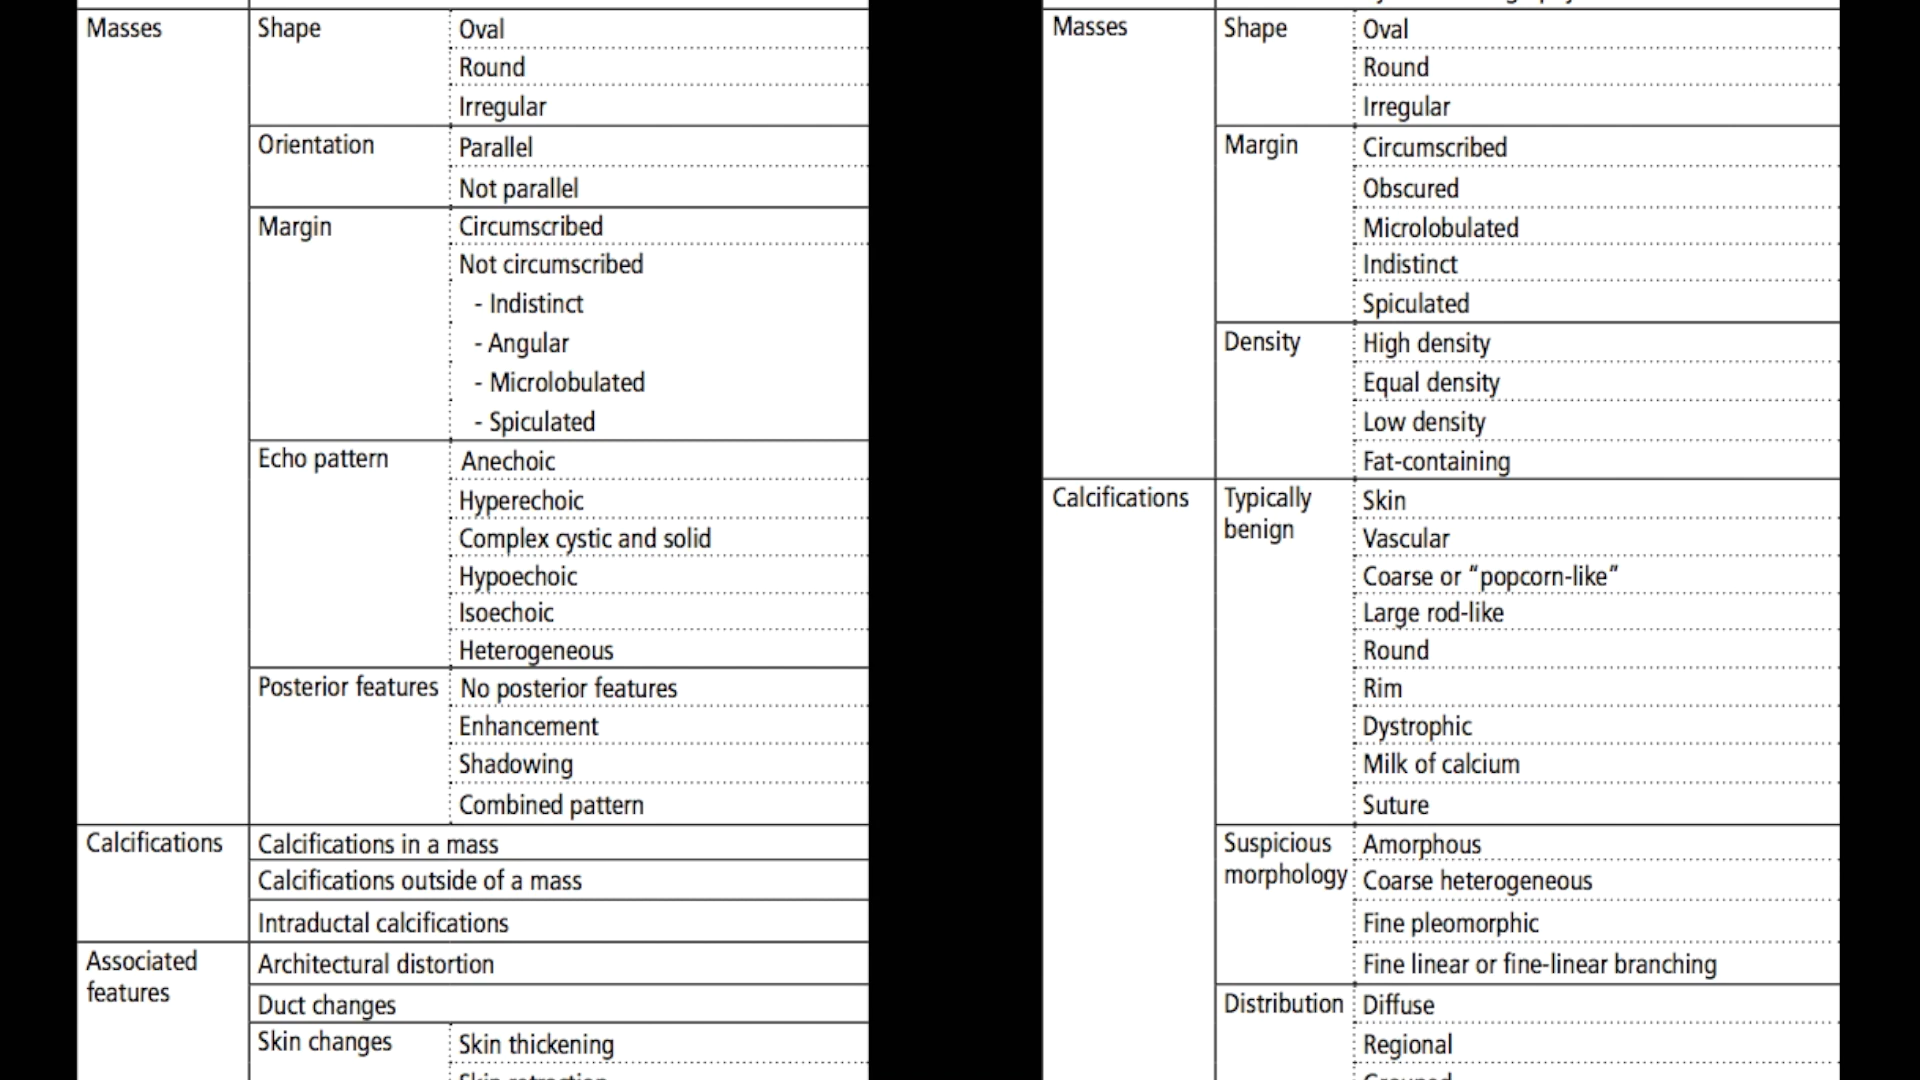 Masses Shape Oval
Round
Irregular
Orientation Parallel
Not parallel
Margin Circumscribed
Not circumscribed
- Indistinct
- Angular
- Microlobulated
- Spiculated
Echo pattern Anechoic
Hyperechoic
Complex cystic and solid
Hypoechoic
Isoechoic
Heterogeneous
Posterior features No posterior features
Enhancement
Shadowing
Combined pattern
Calcifications Calcifications in a mass
Calcifications outside of a mass
Intraductal calcifications
Associated features Architectural distortion
Duct changes
Skin changes Skin thickening
Masses Shape Oval
Round
Irregular
Margin Circumscribed
Obscured
Microlobulated
Indistinct
Spiculated
Density High density
Equal density
Low density
Fat-containing
Calcifications Typically benign Skin
Vascular
Coarse or “popcorn-like”
Large rod-like
Round
Rim
Dystrophic
Milk of calcium
Suture
Suspicious morphology Amorphous
Coarse heterogeneous
Fine pleomorphic
Fine linear or fine-linear branching
Distribution Diffuse
Regional